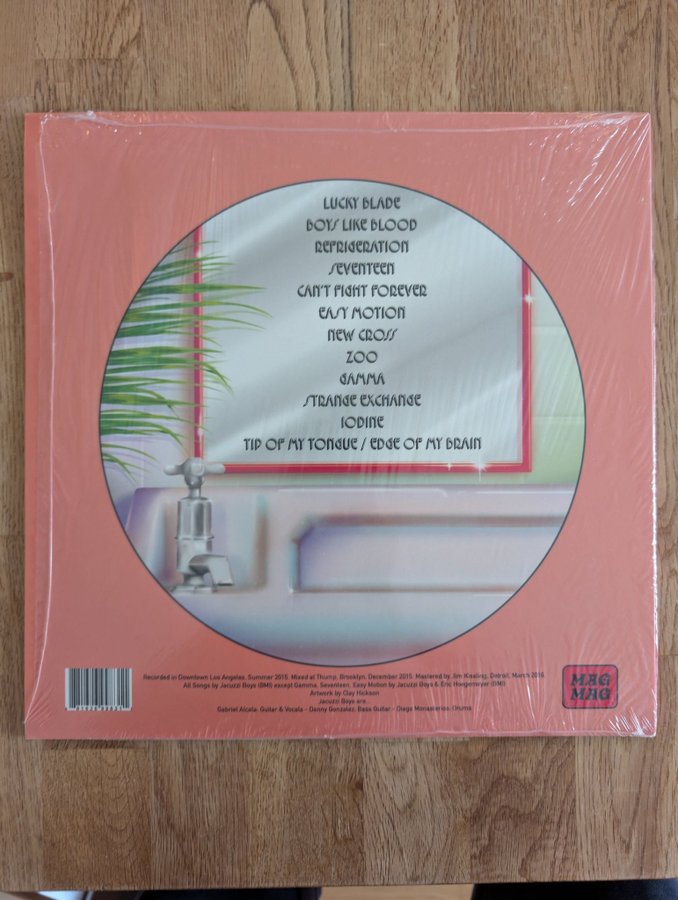 LUCKY BLADE
BOYS LIKE BLOOD
REFRIGERATION
SEVENTEEN
CAN'T FIGHT FOREVER
EASY MOTION
NEW CROSS
ZOO
GAMMA
STRANGE EXCHANGE
IODINE
TIP OF MY TONGUE / EDGE OF MY BRAIN
Recorded in Downtown Los Angeles, Summer 2015. Mixed at Thump, Brooklyn, December 2015. Mastered by Jim Kissling, Detroit, March 2016.
All Songs by Jacuzzi Boys (BMI) except Gamma, Seventeen, Easy Motion by Jacuzzi Boys & Eric Hoegemeyer (BMI)
Artwork by Clay Hickson
Jacuzzi Boys are...
Gabriel Alcala: Guitar & Vocals - Danny Gonzalez: Bass Guitar - Diego Monasterios: Drums
MAG
MAG